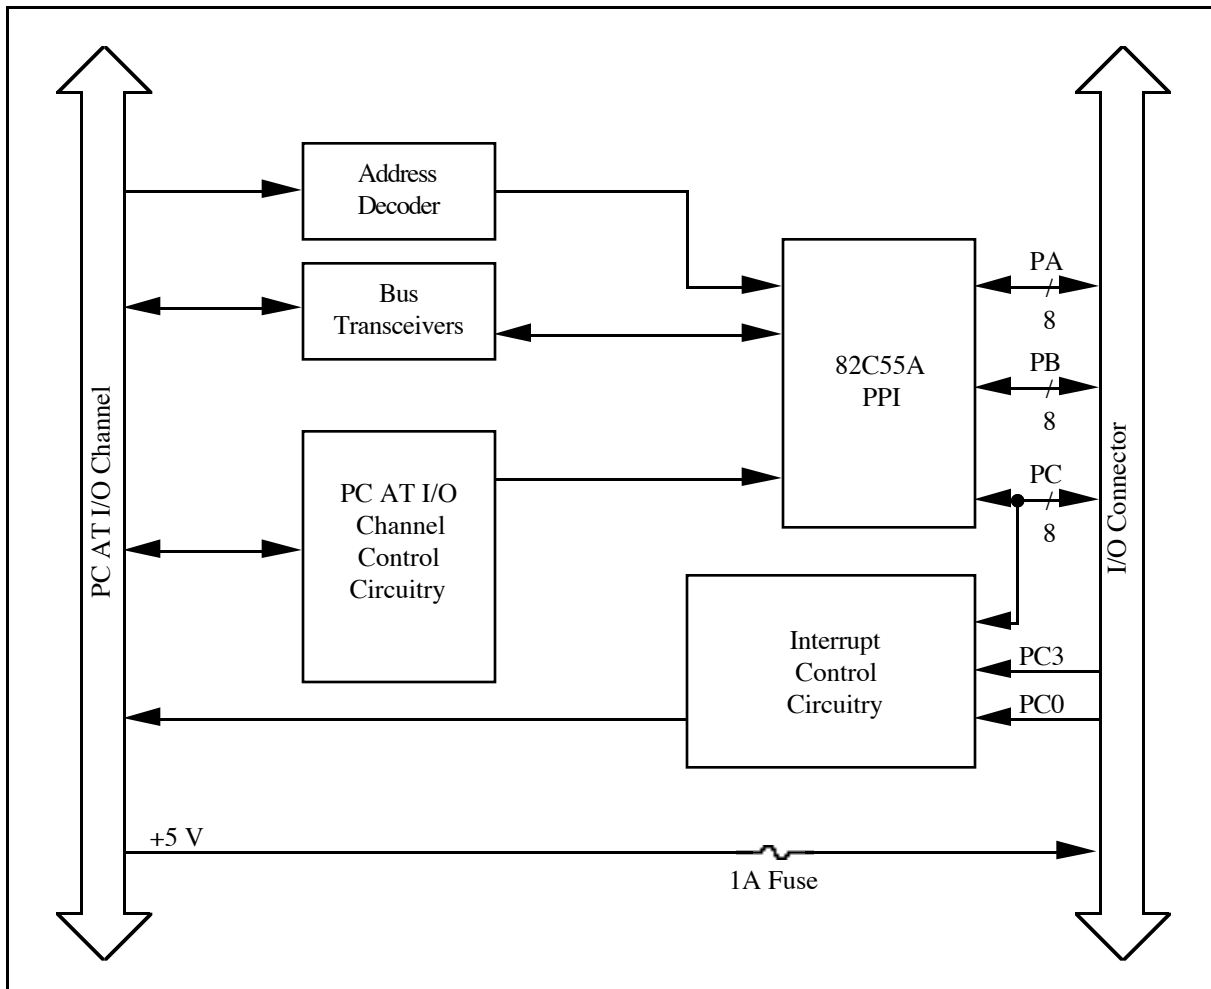 Address
Decoder
Bus
Transceivers
PC AT I/O
Channel
Control
Circuitry
82C55A
PPI
PA
8
PB
8
PC
8
Interrupt
Control
Circuitry
PC3
PC0
+5 V
1A Fuse
PC AT I/O Channel
I/O Connector